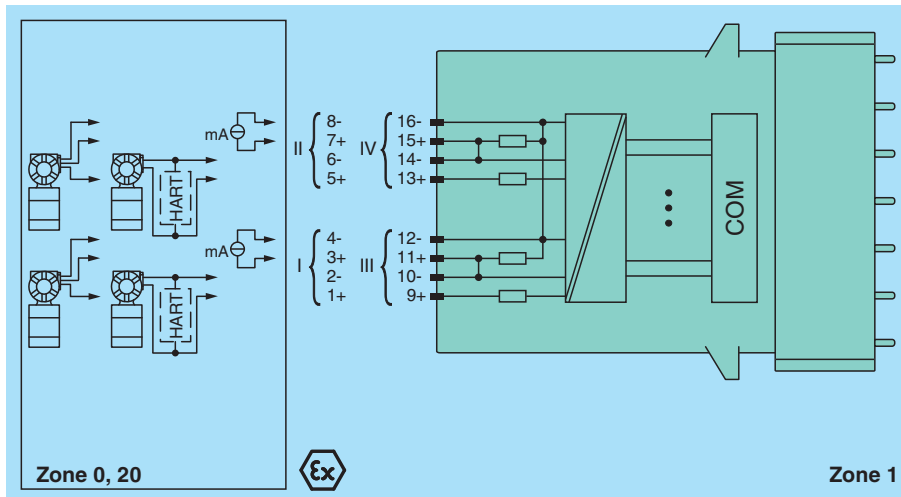 mA
II
8-
7+
6-
5+
IV
16-
15+
14-
13+
HART
mA
I
4-
3+
2-
1+
III
12-
11+
10-
9+
HART
COM
Zone 0, 20
Ex
Zone 1